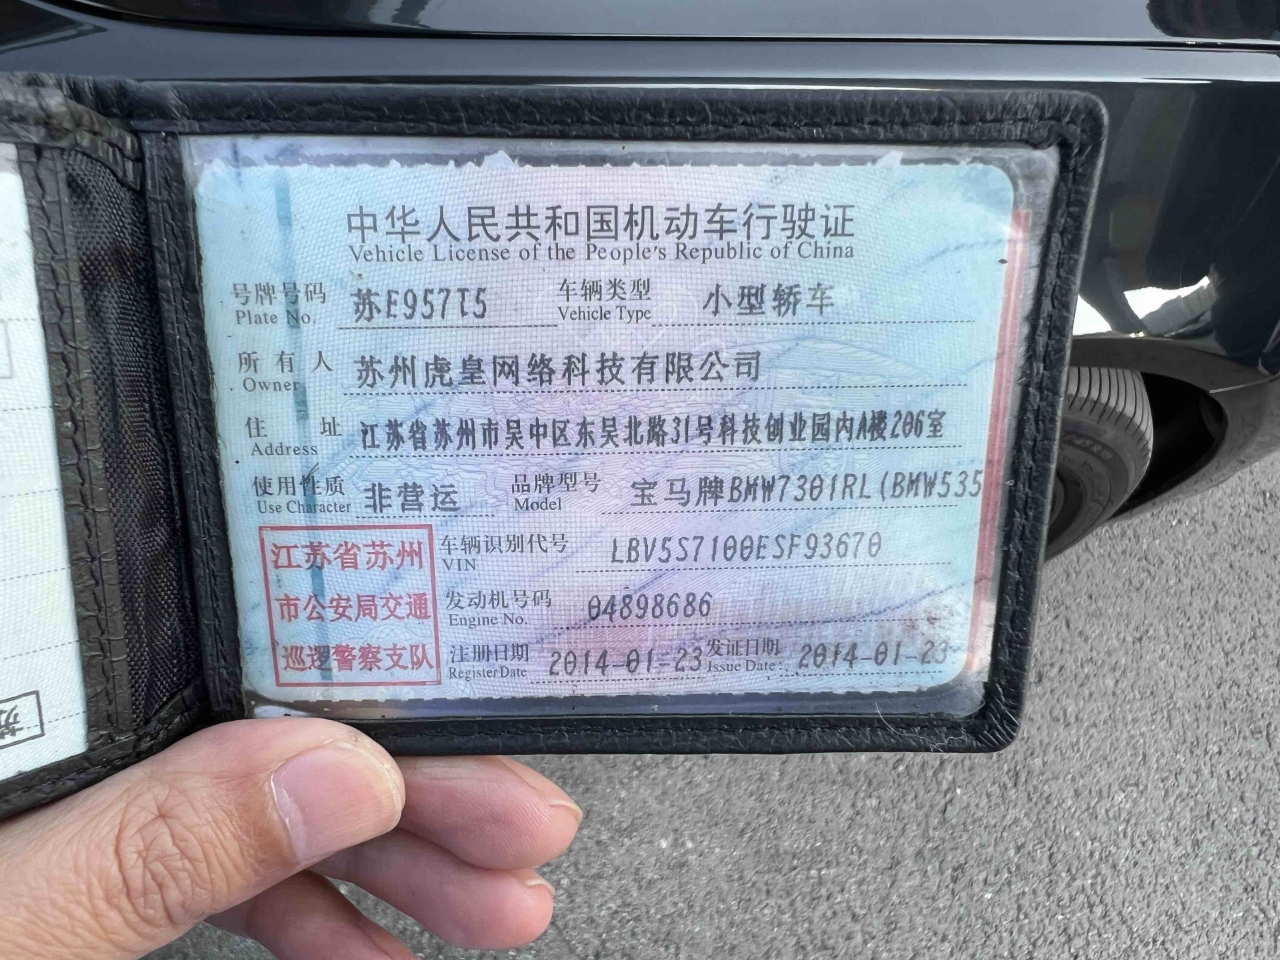 中华人民共和国机动车行驶证
Vehicle License of the People's Republic of China
号牌号码 苏E957T5 车辆类型 小型轿车
Plate No. Vehicle Type
所有人 苏州虎皇网络科技有限公司
Owner
住址 江苏省苏州市吴中区东吴北路31号科技创业园内A楼206室
Address
使用性质 非营运 品牌型号 宝马牌BMW7301RL(BMW535
Use Character Model
江苏省苏州 车辆识别代号 LBV5S7100ESF93670
VIN
市公安局交通 发动机号码 04898686
Engine No.
巡逻警察支队 注册日期 2014-01-23 发证日期 2014-01-23
Register Date Issue Date